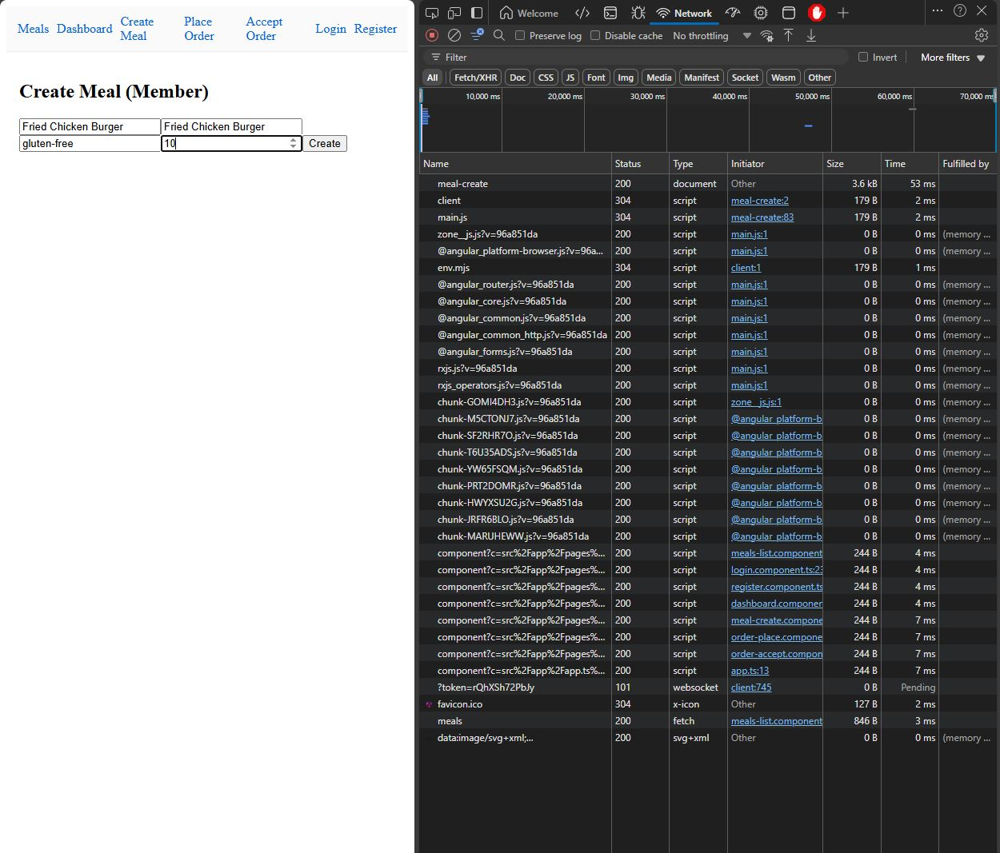 Meals Dashboard Create Meal Place Order Accept Order Login Register
Create Meal (Member)
Fried Chicken Burger Fried Chicken Burger
gluten-free 10 Create
Welcome Network
Preserve log Disable cache No throttling
Filter Invert More filters
All Fetch/XHR Doc CSS JS Font Img Media Manifest Socket Wasm Other
10,000 ms 20,000 ms 30,000 ms 40,000 ms 50,000 ms 60,000 ms 70,000 ms
Name Status Type Initiator Size Time Fulfilled by
meal-create 200 document Other 3.6 kB 53 ms
client 304 script meal-create:2 179 B 2 ms
main.js 304 script meal-create:83 179 B 2 ms
zone__js.js?v=96a851da 200 script main.js:1 0 B 0 ms (memory ...
@angular_platform-browser.js?v=96a... 200 script main.js:1 0 B 0 ms (memory ...
env.mjs 304 script client:1 179 B 1 ms
@angular_router.js?v=96a851da 200 script main.js:1 0 B 0 ms (memory ...
@angular_core.js?v=96a851da 200 script main.js:1 0 B 0 ms (memory ...
@angular_common.js?v=96a851da 200 script main.js:1 0 B 0 ms (memory ...
@angular_common_http.js?v=96a851da 200 script main.js:1 0 B 0 ms (memory ...
@angular_forms.js?v=96a851da 200 script main.js:1 0 B 0 ms (memory ...
rxjs.js?v=96a851da 200 script main.js:1 0 B 0 ms (memory ...
rxjs_operators.js?v=96a851da 200 script main.js:1 0 B 0 ms (memory ...
chunk-GOMI4DH3.js?v=96a851da 200 script zone__js.js:1 0 B 0 ms (memory ...
chunk-M5CTONJ7.js?v=96a851da 200 script @angular_platform-b 0 B 0 ms (memory ...
chunk-SF2RHR7O.js?v=96a851da 200 script @angular_platform-b 0 B 0 ms (memory ...
chunk-T6U35ADS.js?v=96a851da 200 script @angular_platform-b 0 B 0 ms (memory ...
chunk-YW65FSQM.js?v=96a851da 200 script @angular_platform-b 0 B 0 ms (memory ...
chunk-PRT2DOMR.js?v=96a851da 200 script @angular_platform-b 0 B 0 ms (memory ...
chunk-HWYXSU2G.js?v=96a851da 200 script @angular_platform-b 0 B 0 ms (memory ...
chunk-JRFR6BLO.js?v=96a851da 200 script @angular_platform-b 0 B 0 ms (memory ...
chunk-MARUHEWW.js?v=96a851da 200 script @angular_platform-b 0 B 0 ms (memory ...
component?c=src%2Fapp%2Fpages%... 200 script meals-list.component 244 B 4 ms
component?c=src%2Fapp%2Fpages%... 200 script login.component.ts:23 244 B 4 ms
component?c=src%2Fapp%2Fpages%... 200 script register.component.ts 244 B 4 ms
component?c=src%2Fapp%2Fpages%... 200 script dashboard.componen 244 B 4 ms
component?c=src%2Fapp%2Fpages%... 200 script meal-create.compone 244 B 7 ms
component?c=src%2Fapp%2Fpages%... 200 script order-place.compone 244 B 7 ms
component?c=src%2Fapp%2Fpages%... 200 script order-accept.compon 244 B 7 ms
component?c=src%2Fapp%2Fapp.ts%... 200 script app.ts:13 244 B 7 ms
?token=rQhXSh72PbJy 101 websocket client:745 0 B Pending
favicon.ico 304 x-icon Other 127 B 2 ms
meals 200 fetch meals-list.component 846 B 3 ms
data:image/svg+xml;... 200 svg+xml Other 0 B 0 ms (memory ...